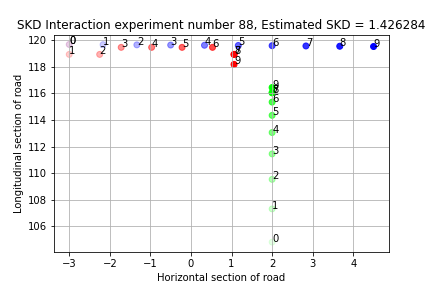 SKD Interaction experiment number 88, Estimated SKD = 1.426284
Longitudinal section of road
120
118
116
114
112
110
108
106
0 1 2 3 4 5 6 7 8 9
0 1 2 3 4 5 6 8 9
9
6
5
4
3
2
1
0
−3 −2 −1 0 1 2 3 4
Horizontal section of road